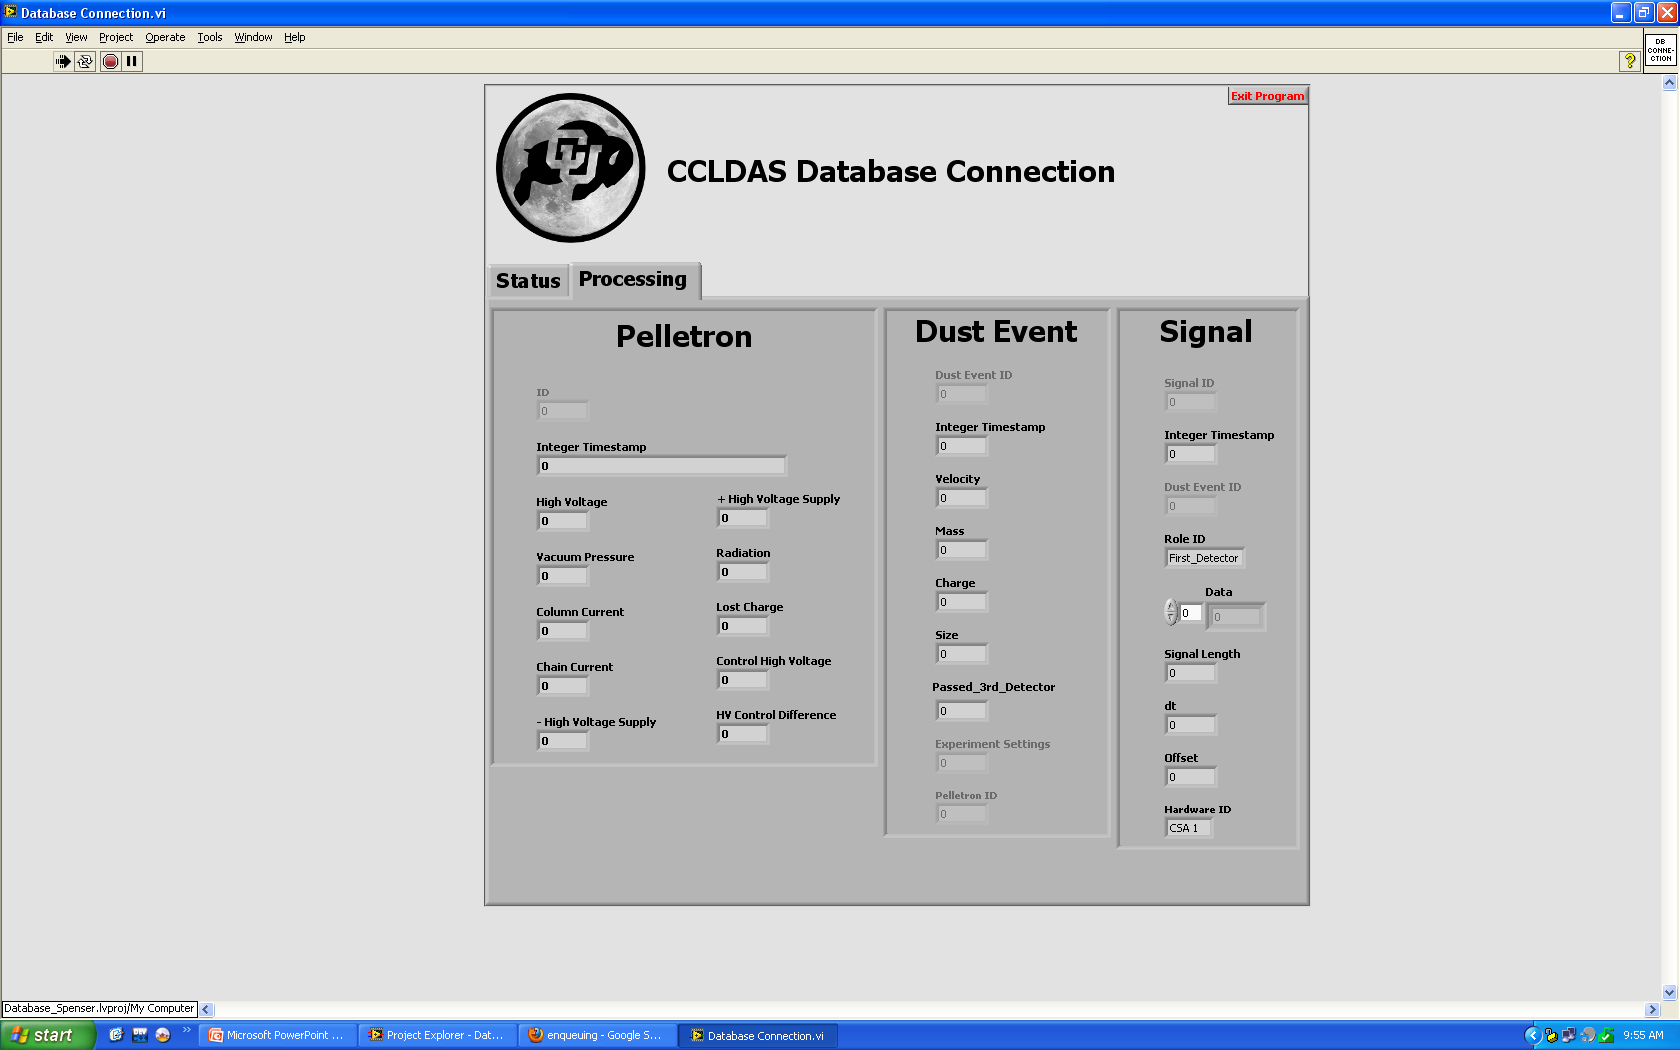 Database Connection.vi
File Edit View Project Operate Tools Window Help
DB
CONNE-
CTION
Exit Program
CCLDAS Database Connection
Status Processing
Pelletron
ID
0
Integer Timestamp
0
High Voltage
0
Vacuum Pressure
0
Column Current
0
Chain Current
0
- High Voltage Supply
0
+ High Voltage Supply
0
Radiation
0
Lost Charge
0
Control High Voltage
0
HV Control Difference
0
Dust Event
Dust Event ID
0
Integer Timestamp
0
Velocity
0
Mass
0
Charge
0
Size
0
Passed_3rd_Detector
0
Experiment Settings
0
Pelletron ID
0
Signal
Signal ID
0
Integer Timestamp
0
Dust Event ID
0
Role ID
First_Detector
Data
0 0
Signal Length
0
dt
0
Offset
0
Hardware ID
CSA 1
Database_Spenser.lvproj/My Computer
start
Microsoft PowerPoint ...
Project Explorer - Dat...
enqueuing - Google S...
Database Connection.vi
9:55 AM